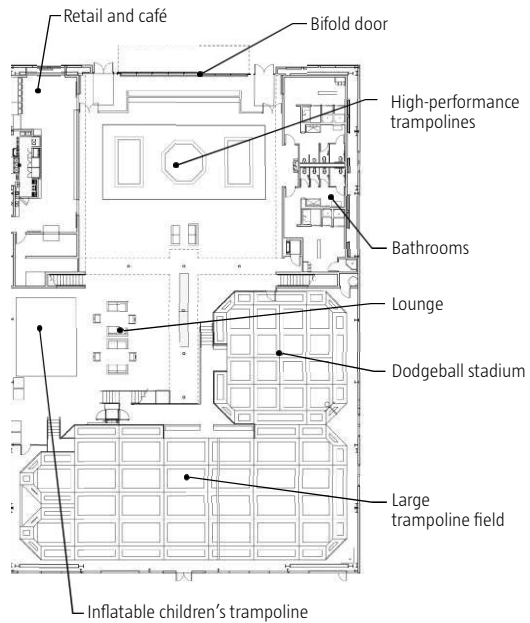 Retail and café
Bifold door
High-performance
trampolines
Bathrooms
Lounge
Dodgeball stadium
Large
trampoline field
Inflatable children's trampoline